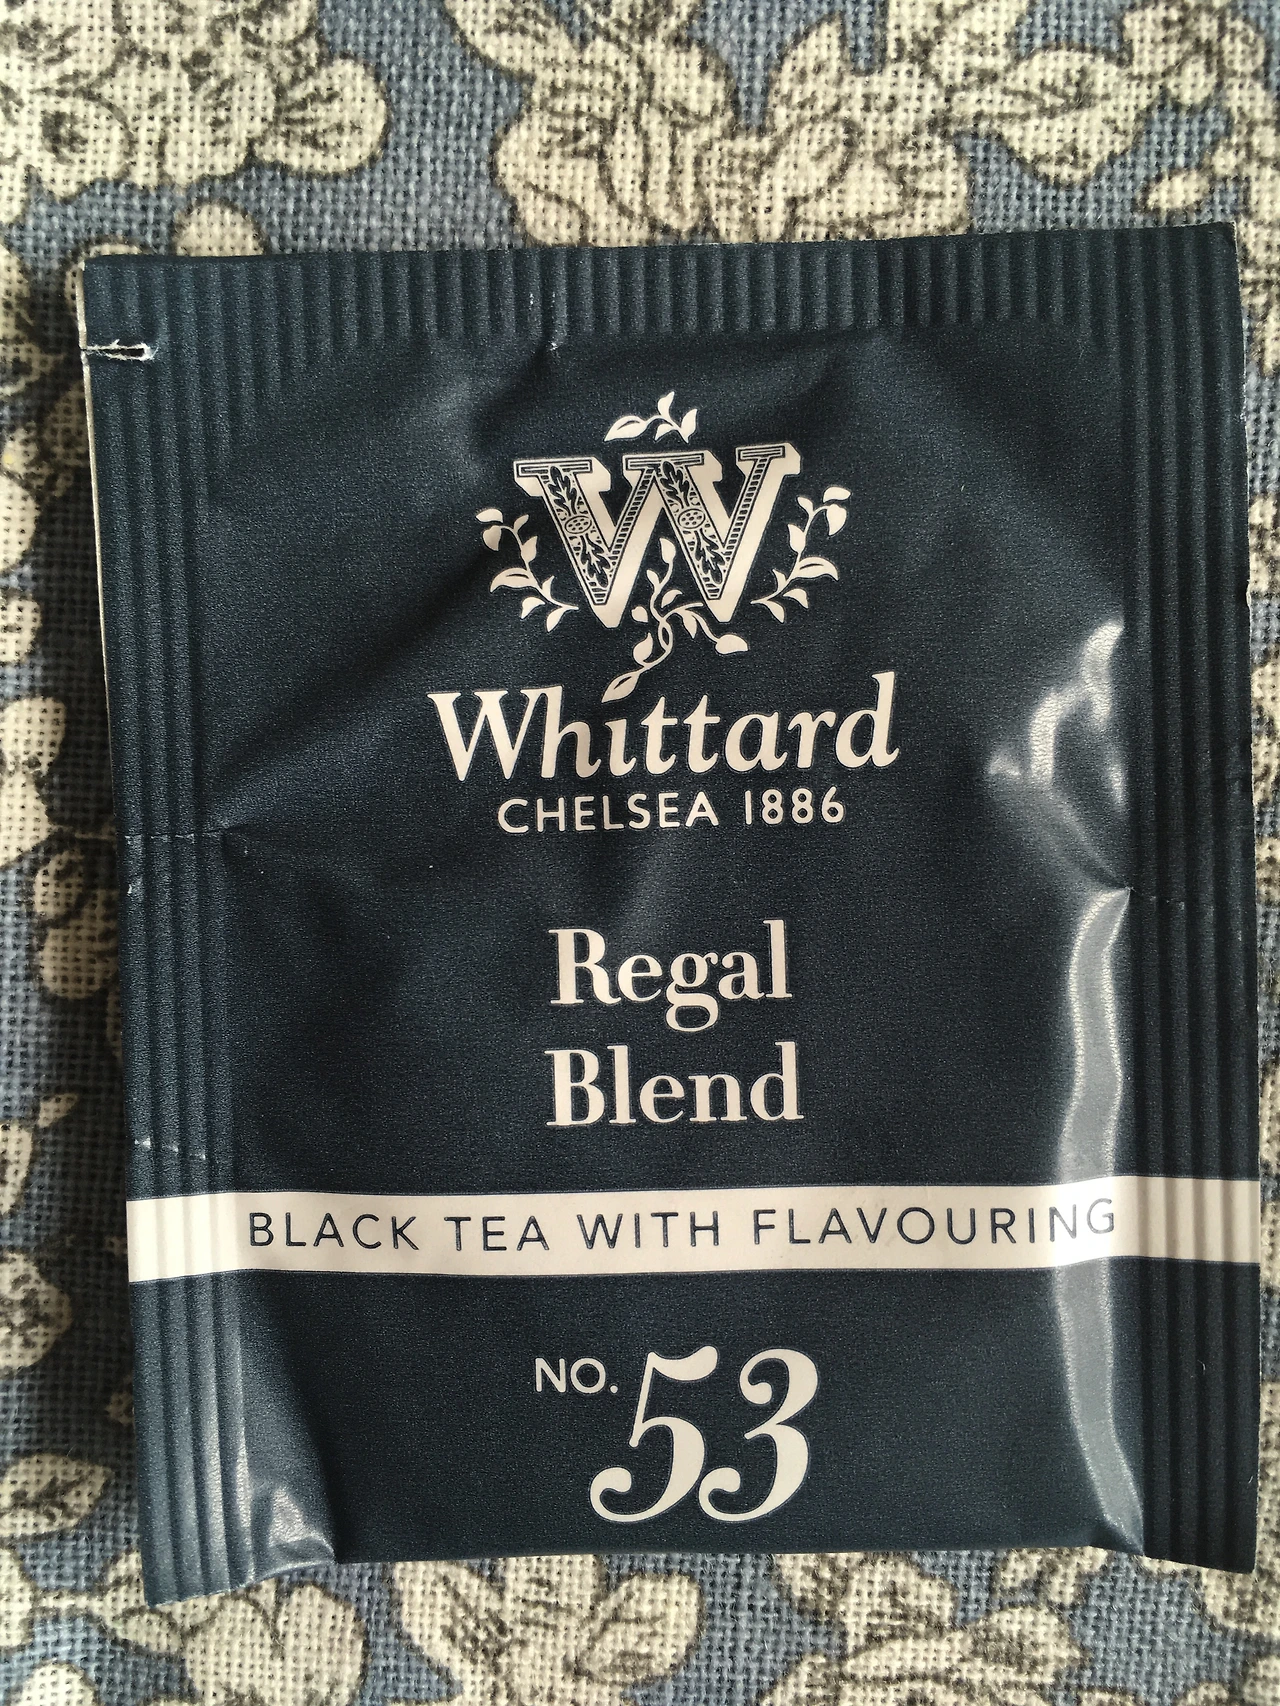 W
Whittard
CHELSEA 1886
Regal
Blend
BLACK TEA WITH FLAVOURING
NO. 53